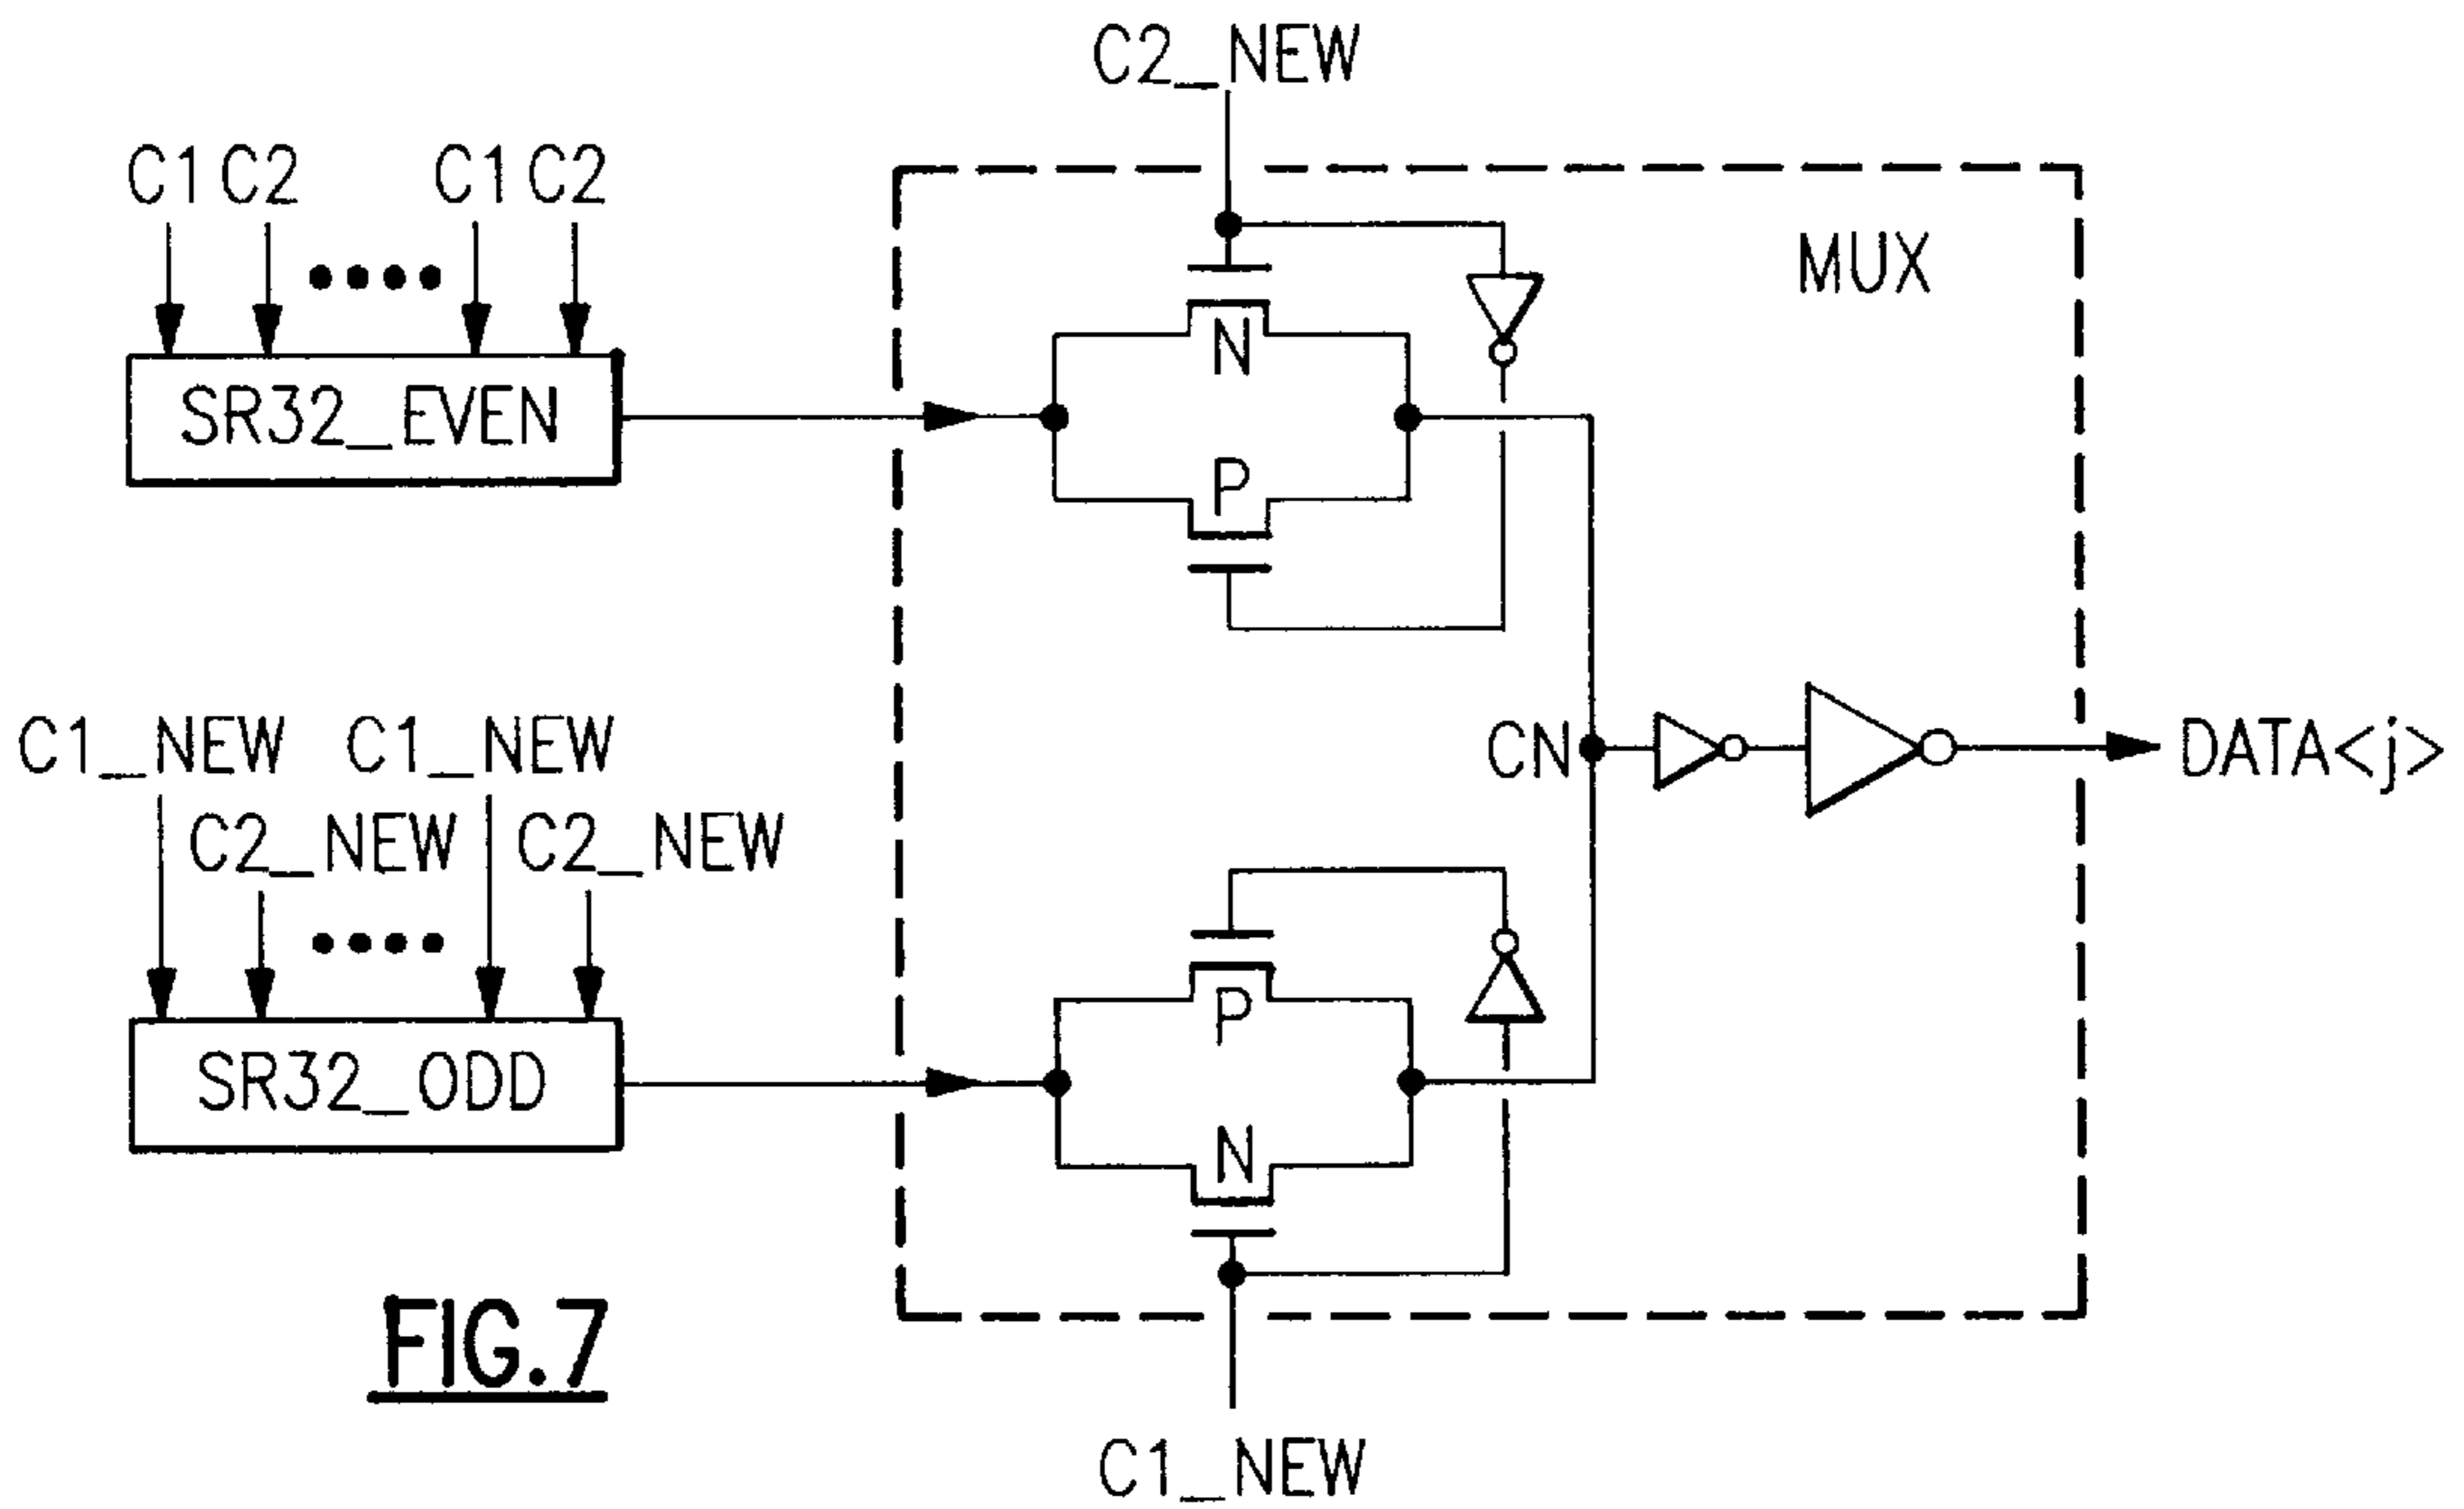 C2_NEW
C1 C2 C1 C2
MUX
N
SR32_EVEN
P
C1_NEW C1_NEW
CN
DATA<j>
C2_NEW C2_NEW
P
SR32_ODD
N
FIG.7
C1_NEW